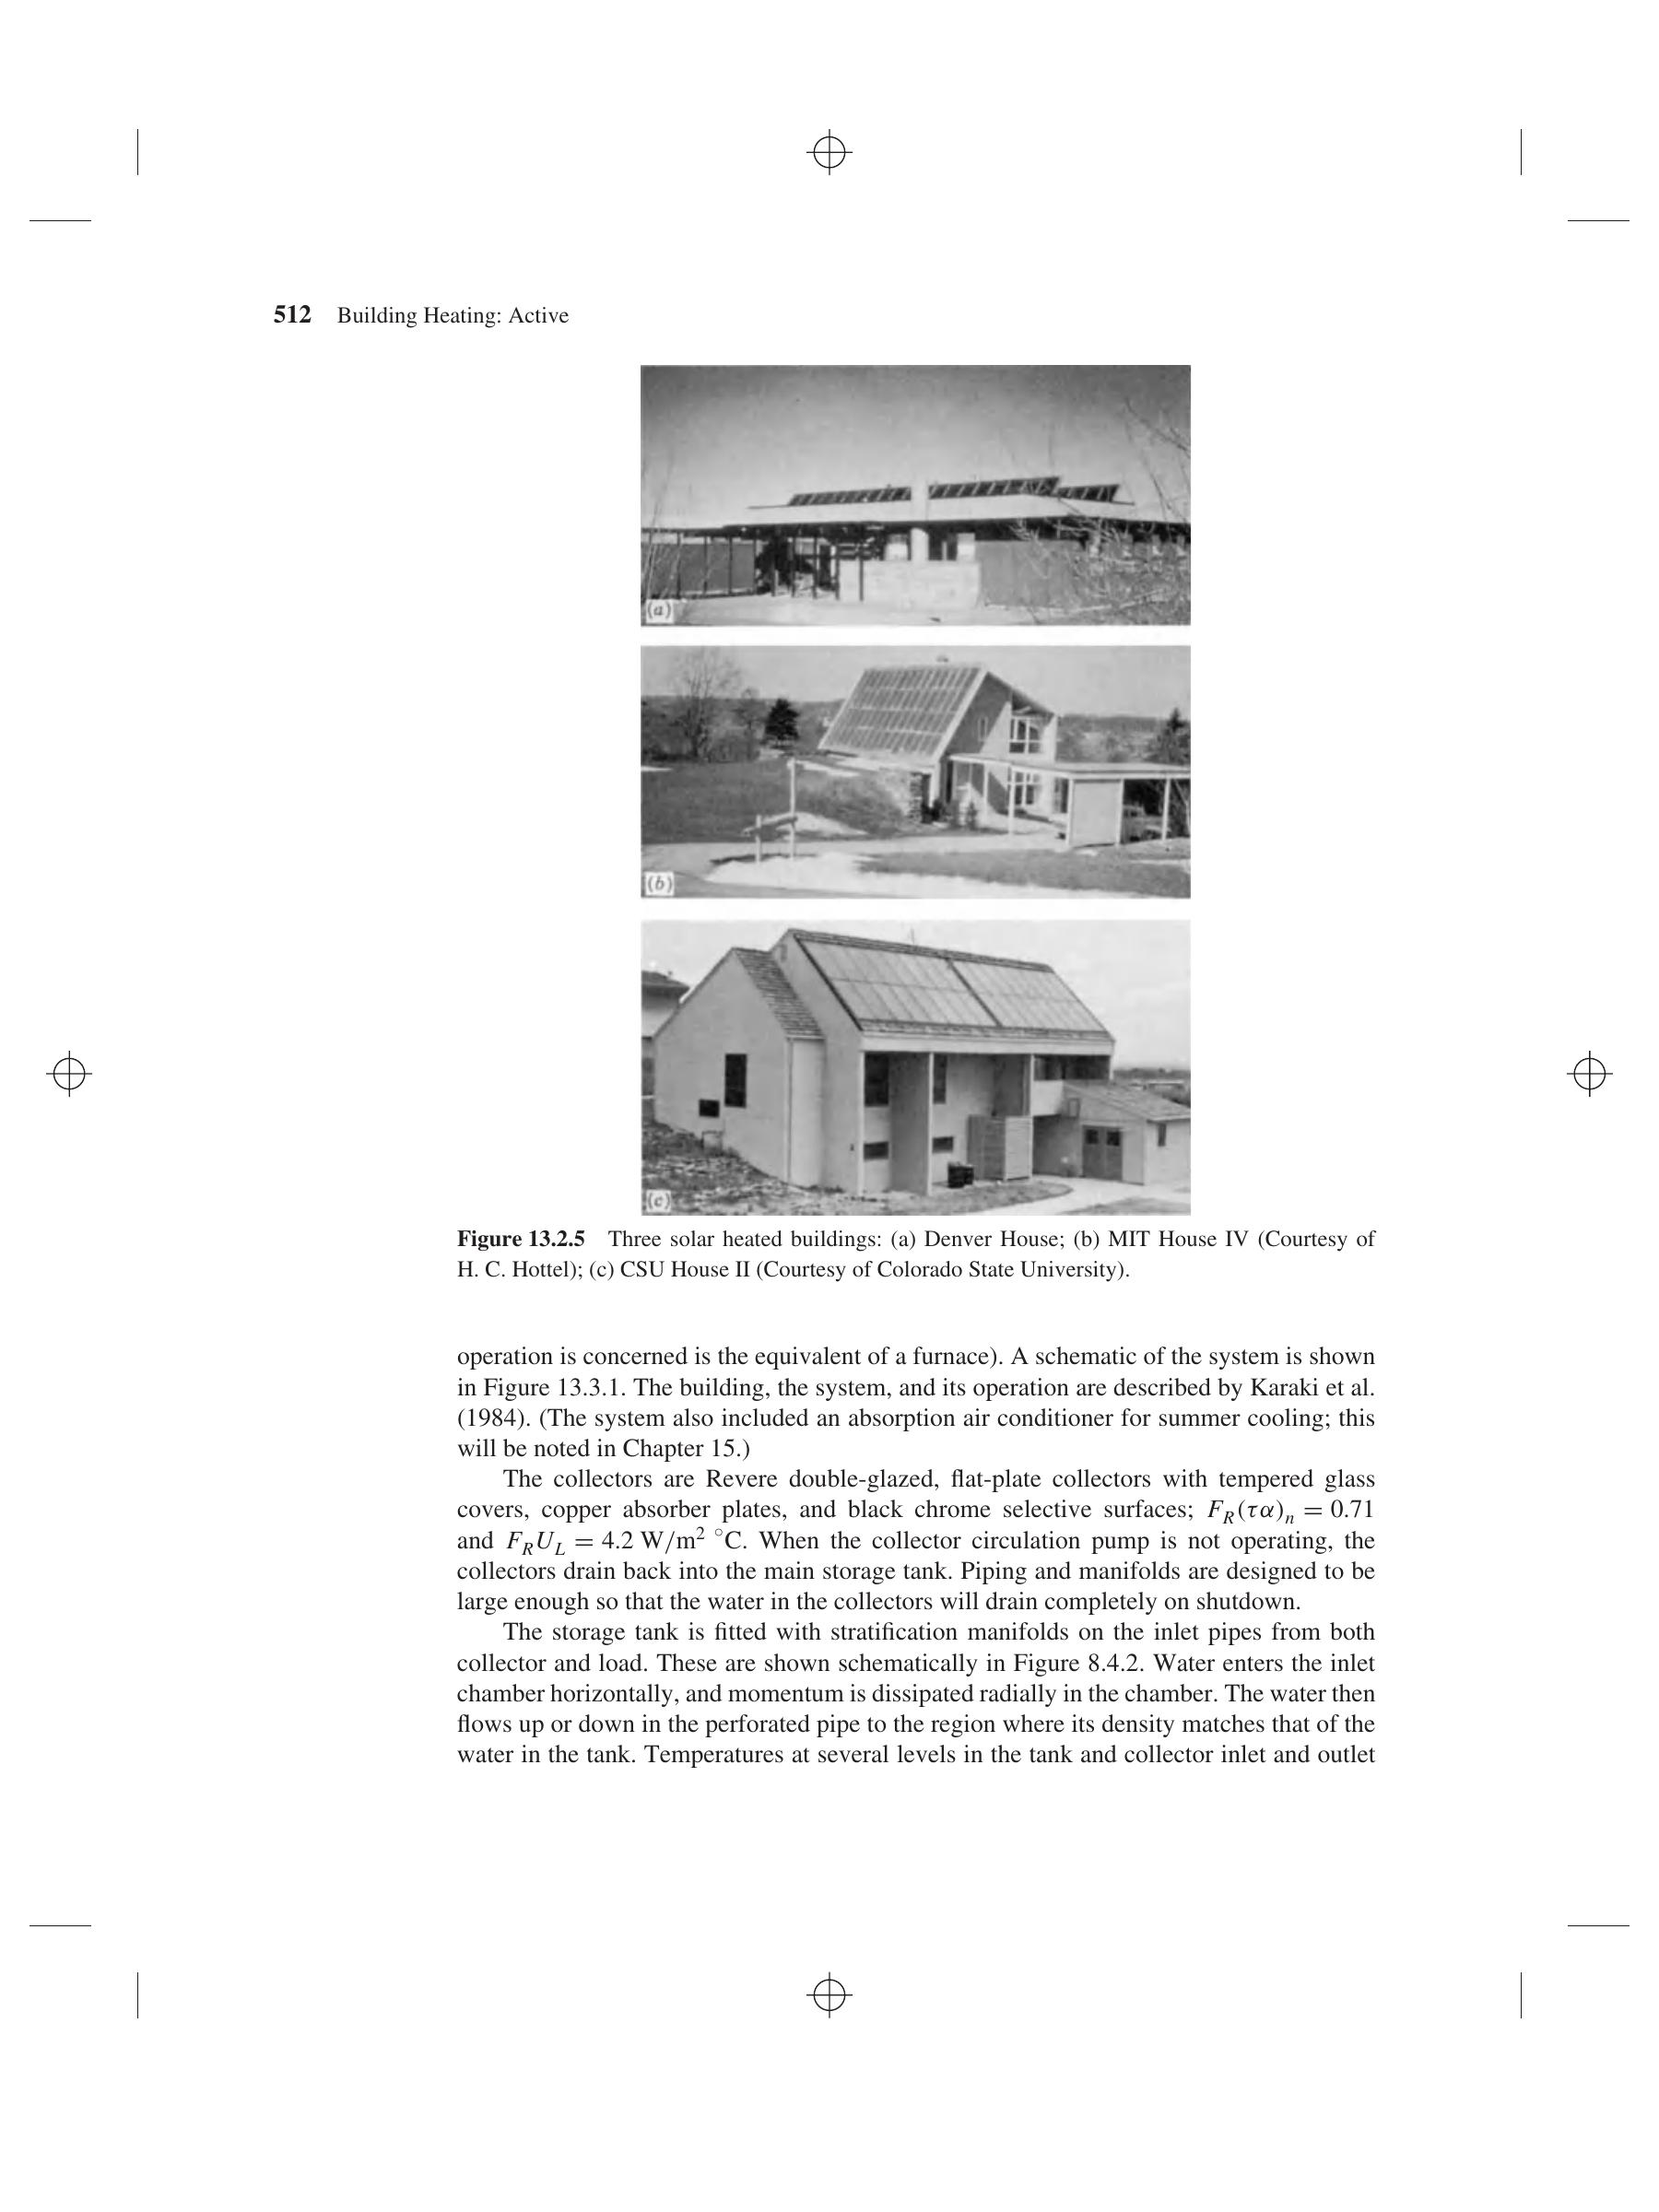 512 Building Heating: Active
(a)
(b)
(c)
Figure 13.2.5 Three solar heated buildings: (a) Denver House; (b) MIT House IV (Courtesy of
H. C. Hottel); (c) CSU House II (Courtesy of Colorado State University).
operation is concerned is the equivalent of a furnace). A schematic of the system is shown
in Figure 13.3.1. The building, the system, and its operation are described by Karaki et al.
(1984). (The system also included an absorption air conditioner for summer cooling; this
will be noted in Chapter 15.)
The collectors are Revere double-glazed, flat-plate collectors with tempered glass
covers, copper absorber plates, and black chrome selective surfaces; F_R(τα)_n = 0.71
and F_R U_L = 4.2 W/m² °C. When the collector circulation pump is not operating, the
collectors drain back into the main storage tank. Piping and manifolds are designed to be
large enough so that the water in the collectors will drain completely on shutdown.
The storage tank is fitted with stratification manifolds on the inlet pipes from both
collector and load. These are shown schematically in Figure 8.4.2. Water enters the inlet
chamber horizontally, and momentum is dissipated radially in the chamber. The water then
flows up or down in the perforated pipe to the region where its density matches that of the
water in the tank. Temperatures at several levels in the tank and collector inlet and outlet